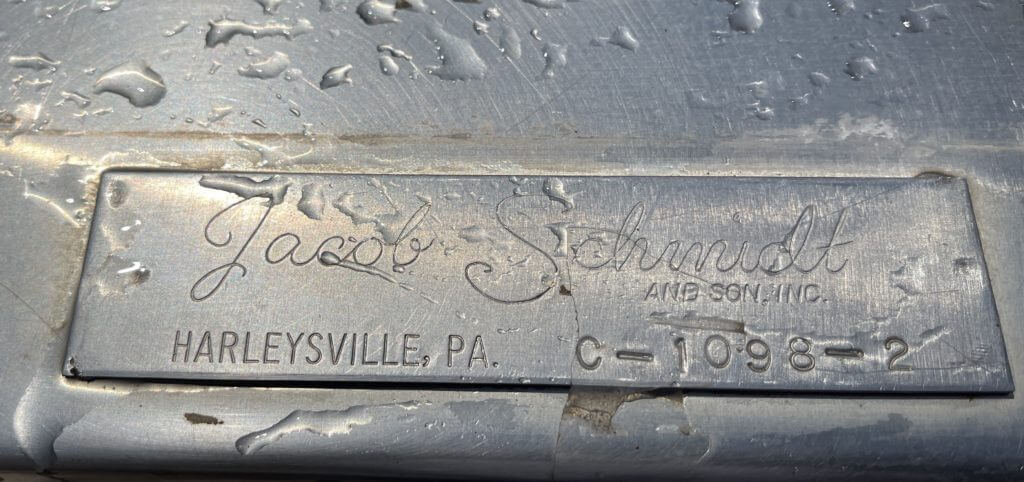 Jacob Schmidt
AND SON, INC.
HARLEYSVILLE, PA. C-1098-2